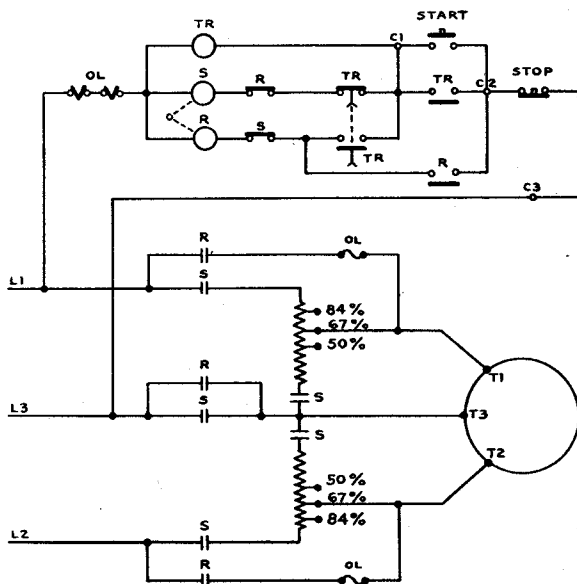 START
TR
C1
OL
S
R
TR
TR
C2
STOP
R
S
TR
R
C3
R
OL
L1
S
84%
67%
50%
R
S
T1
L3
S
T3
S
T2
50%
67%
84%
L2
S
R
OL